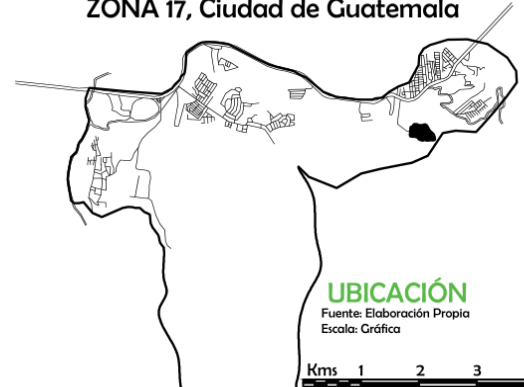 ZONA 17, Ciudad de Guatemala
UBICACIÓN
Fuente: Elaboración Propia
Escala: Gráfica
Kms 1 2 3